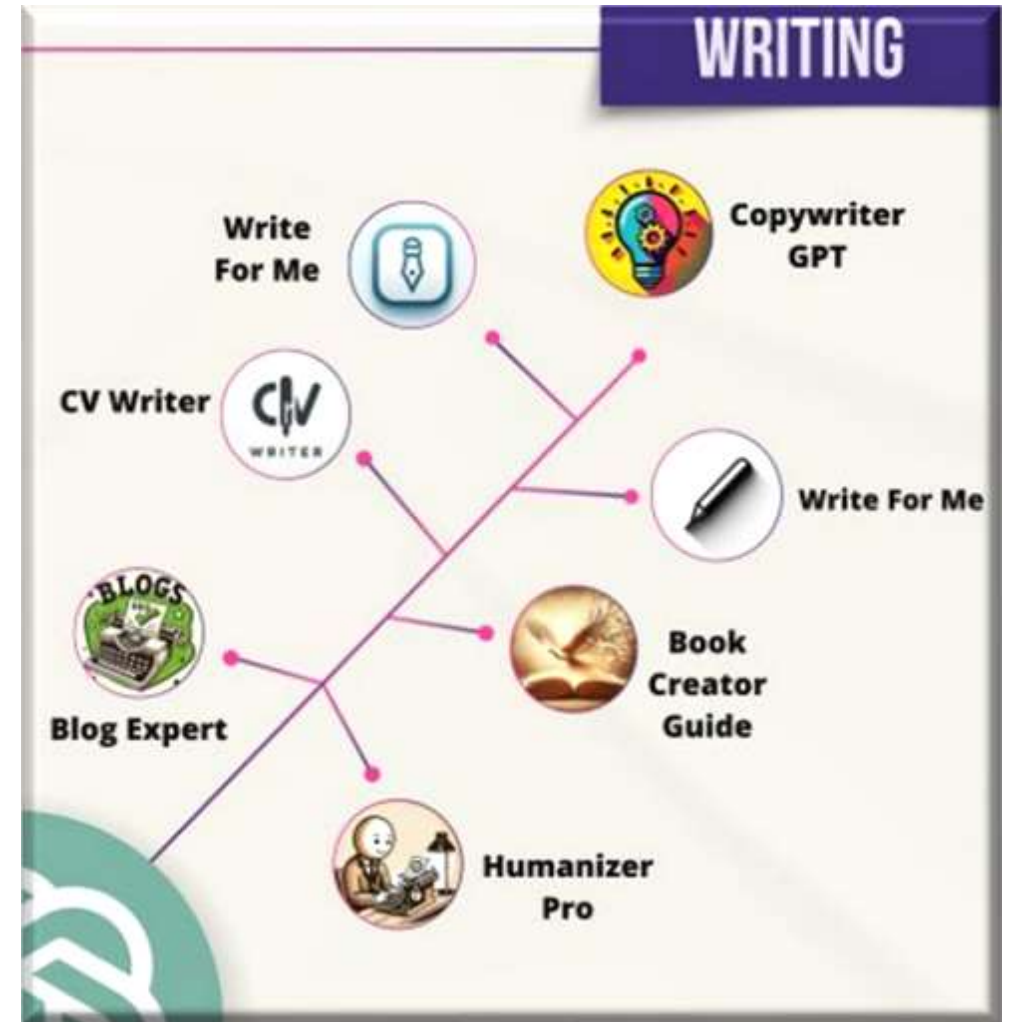 WRITING
Write
For Me
Copywriter
GPT
CV Writer
CV
WRITER
Write For Me
BLOGS
Blog Expert
Book
Creator
Guide
Humanizer
Pro